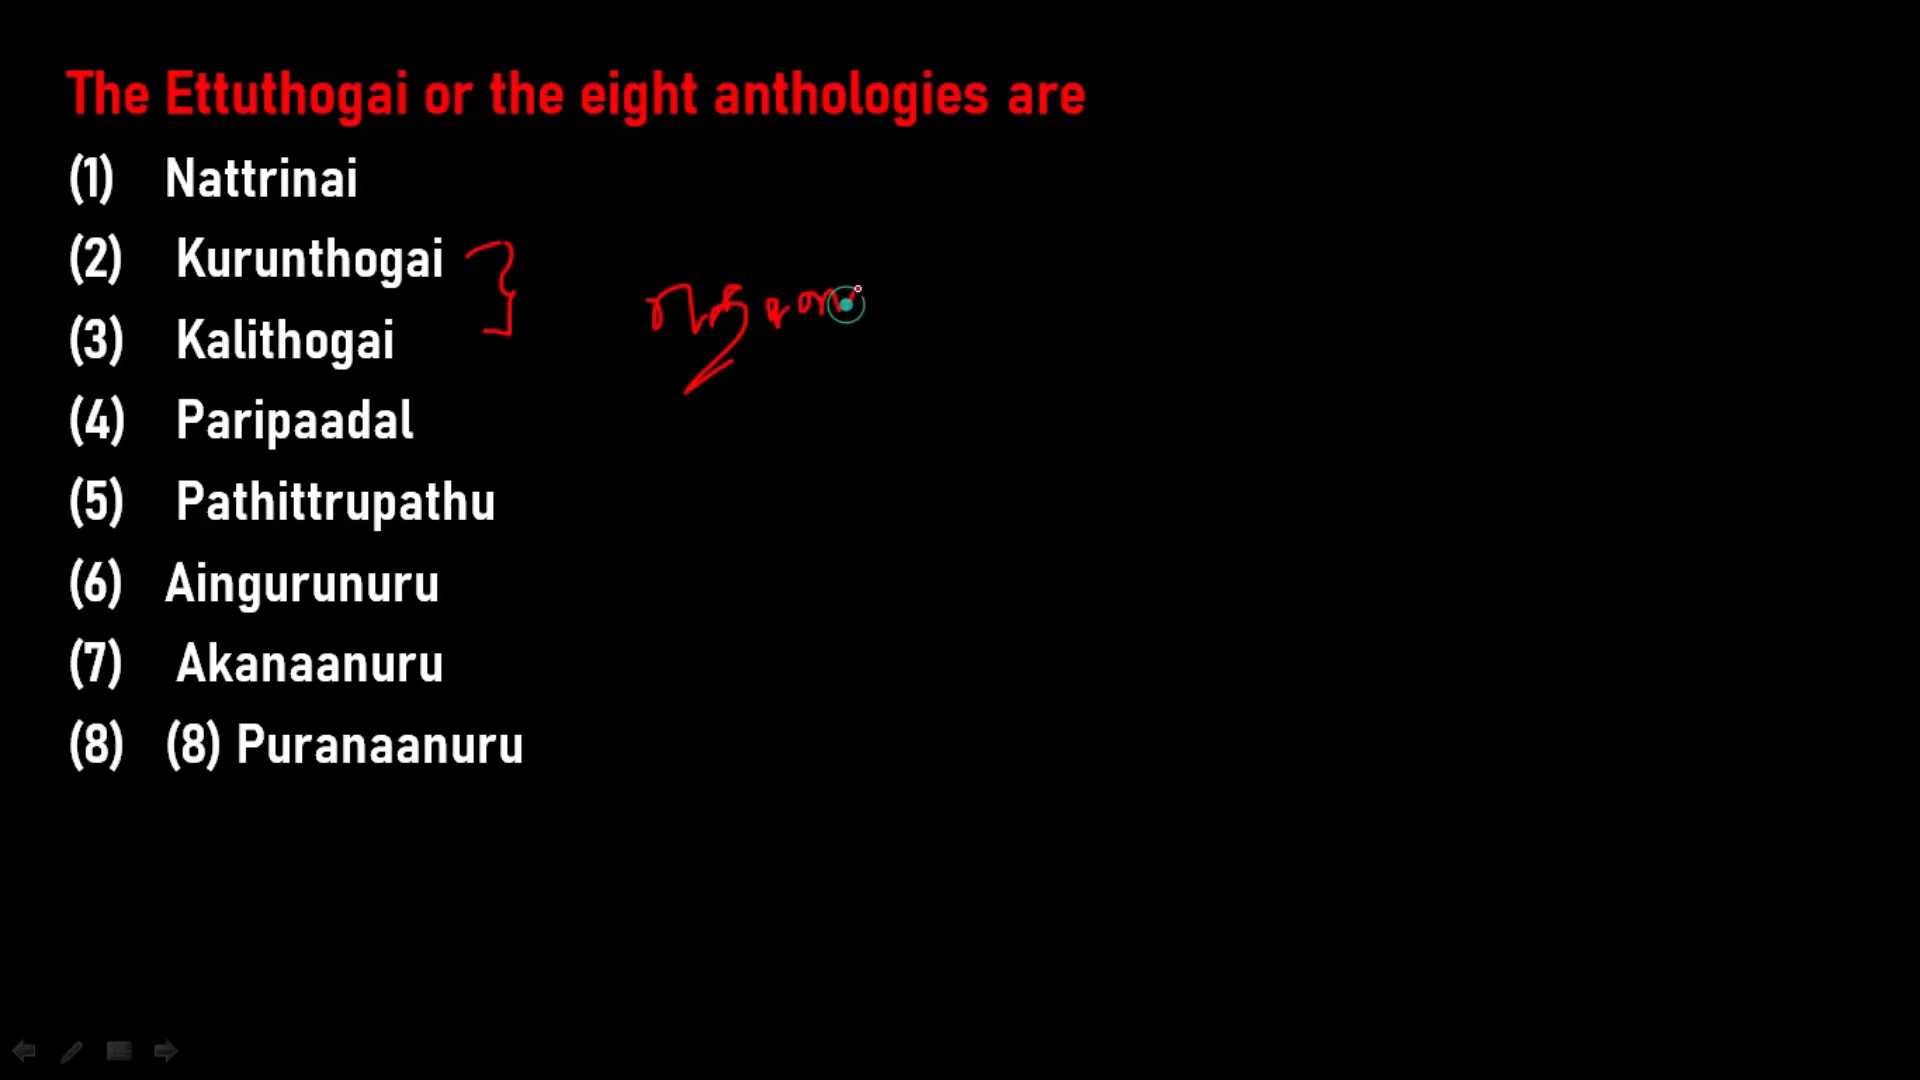 The Ettuthogai or the eight anthologies are
(1) Nattrinai
(2) Kurunthogai
(3) Kalithogai
(4) Paripaadal
(5) Pathittrupathu
(6) Aingurunuru
(7) Akanaanuru
(8) (8) Puranaanuru